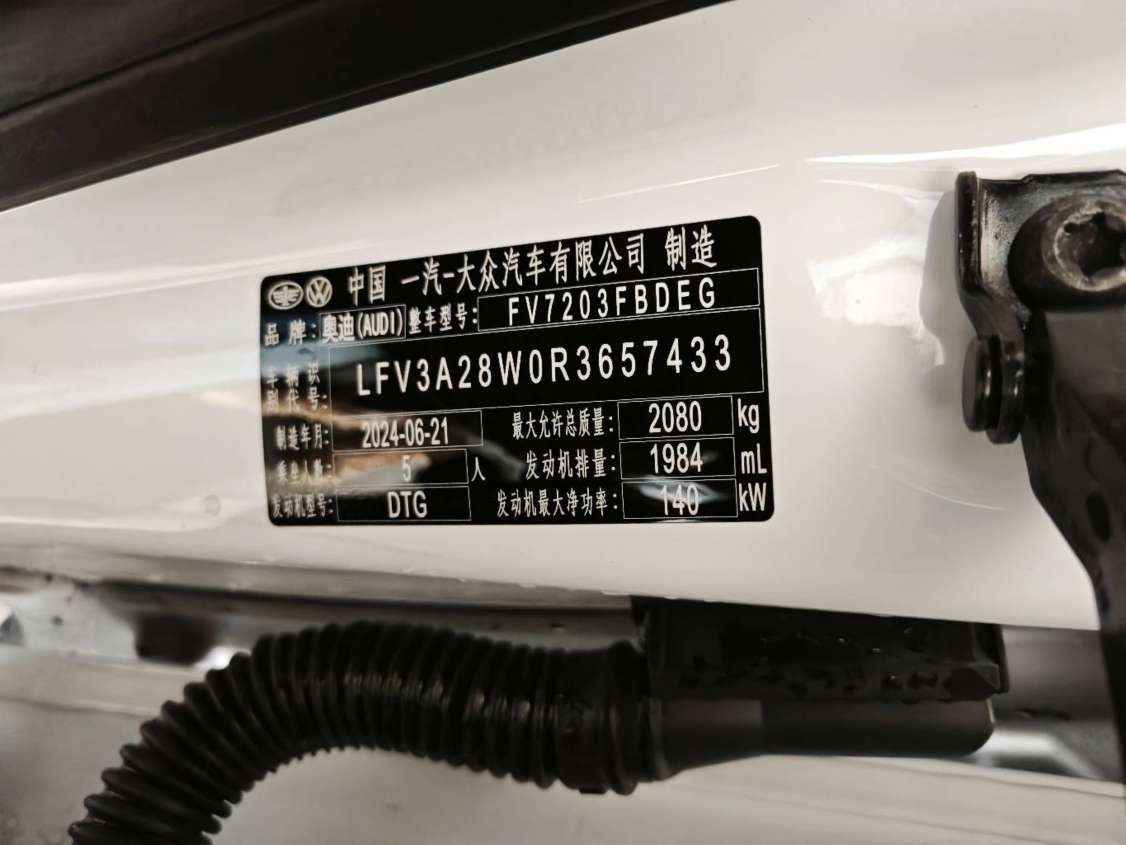 中国 一汽-大众汽车有限公司 制造
品牌: 奥迪(AUDI) 整车型号: FV7203FBDEG
车辆识别代号: LFV3A28W0R3657433
制造年月: 2024-06-21 最大允许总质量: 2080 kg
乘坐人数: 5 人 发动机排量: 1984 mL
发动机型号: DTG 发动机最大净功率: 140 kW